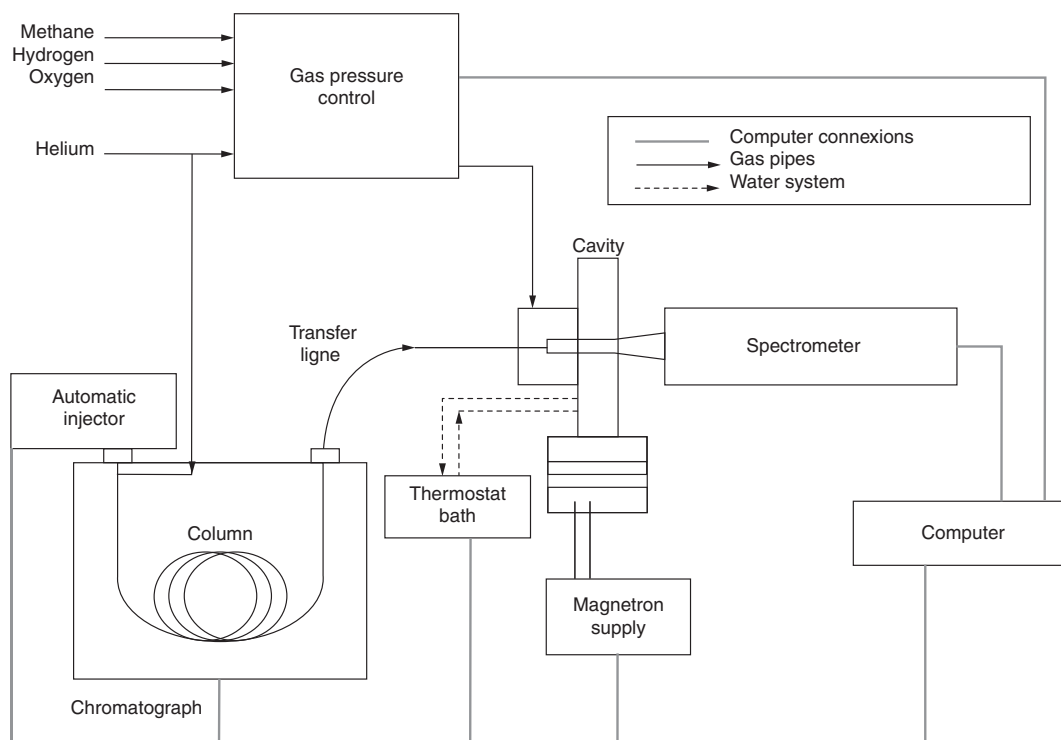 Methane
Hydrogen
Oxygen
Helium
Gas pressure
control
Computer connexions
Gas pipes
Water system
Cavity
Transfer
ligne
Spectrometer
Automatic
injector
Thermostat
bath
Column
Computer
Magnetron
supply
Chromatograph